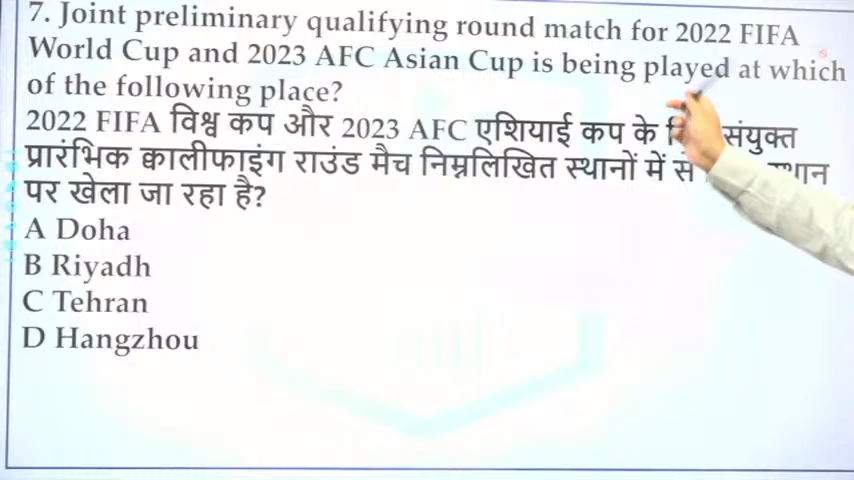 7. Joint preliminary qualifying round match for 2022 FIFA
World Cup and 2023 AFC Asian Cup is being played at which
of the following place?
2022 FIFA विश्व कप और 2023 AFC एशियाई कप के संयुक्त
प्रारंभिक क्वालीफाइंग राउंड मैच निम्नलिखित स्थानों में से
पर खेला जा रहा है?
A Doha
B Riyadh
C Tehran
D Hangzhou